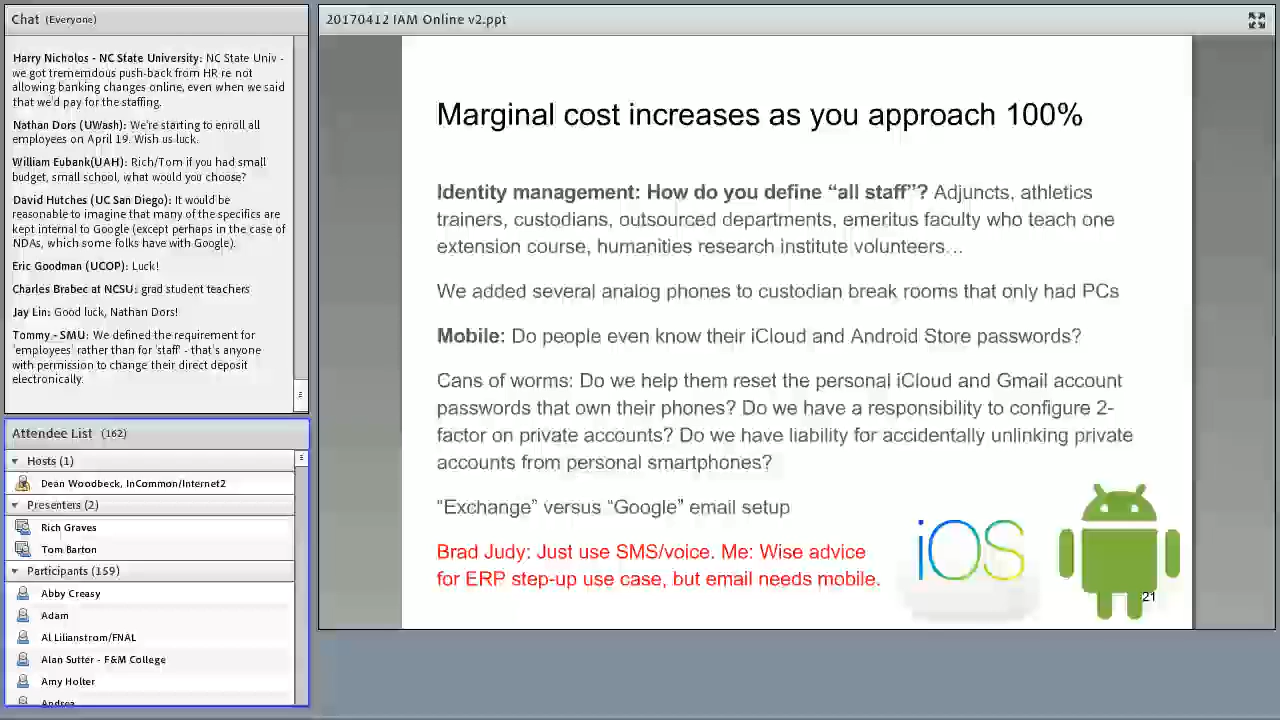 Chat (Everyone)
Harry Nicholos - NC State University: NC State Univ -
we got trememdous push-back from HR re not
allowing banking changes online, even when we said
that we'd pay for the staffing.
Nathan Dors (UWash): We're starting to enroll all
employees on April 19. Wish us luck.
William Eubank(UAH): Rich/Tom if you had small
budget, small school, what would you choose?
David Hutches (UC San Diego): It would be
reasonable to imagine that many of the specifics are
kept internal to Google (except perhaps in the case of
NDAs, which some folks have with Google).
Eric Goodman (UCOP): Luck!
Charles Brabec at NCSU: grad student teachers
Jay Lin: Good luck, Nathan Dors!
Tommy - SMU: We defined the requirement for
'employees' rather than for 'staff' - that's anyone
with permission to change their direct deposit
electronically.
Attendee List (162)
Hosts (1)
Dean Woodbeck, InCommon/Internet2
Presenters (2)
Rich Graves
Tom Barton
Participants (159)
Abby Creasy
Adam
Al Lilianstrom/FNAL
Alan Sutter - F&M College
Amy Holter
Andrea
20170412 IAM Online v2.ppt
Marginal cost increases as you approach 100%
Identity management: How do you define “all staff”? Adjuncts, athletics
trainers, custodians, outsourced departments, emeritus faculty who teach one
extension course, humanities research institute volunteers…
We added several analog phones to custodian break rooms that only had PCs
Mobile: Do people even know their iCloud and Android Store passwords?
Cans of worms: Do we help them reset the personal iCloud and Gmail account
passwords that own their phones? Do we have a responsibility to configure 2-
factor on private accounts? Do we have liability for accidentally unlinking private
accounts from personal smartphones?
“Exchange” versus “Google” email setup
Brad Judy: Just use SMS/voice. Me: Wise advice
for ERP step-up use case, but email needs mobile.
iOS
21